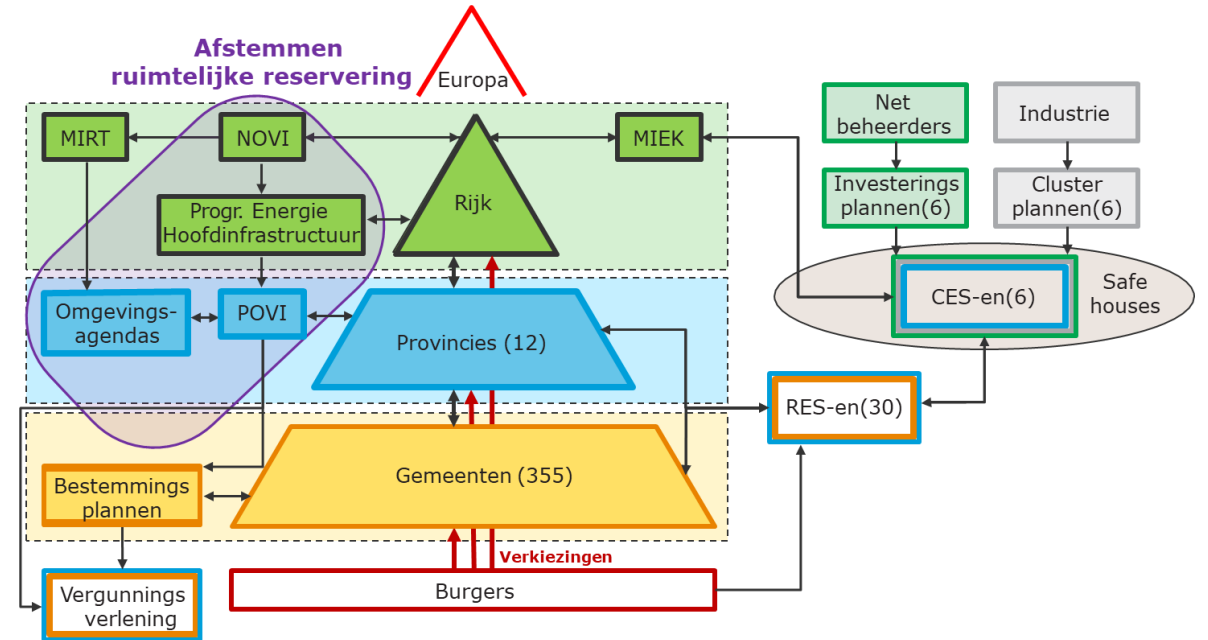 Afstemmen
ruimtelijke reservering
Europa
MIRT
NOVI
MIEK
Progr. Energie
Hoofdinfrastructuur
Rijk
Omgevings-
agendas
POVI
Provincies (12)
Gemeenten (355)
Bestemmings
plannen
Vergunnings
verlening
Verkiezingen
Burgers
Net
beheerders
Industrie
Investerings
plannen(6)
Cluster
plannen(6)
CES-en(6)
Safe
houses
RES-en(30)